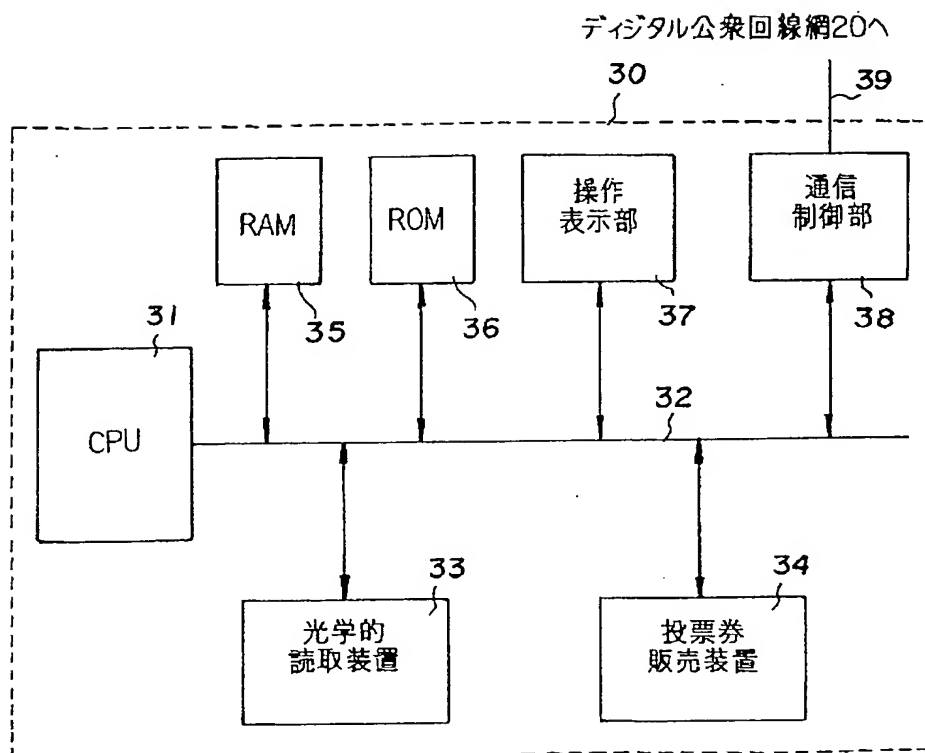 ディジタル公衆回線網20へ
39
30
RAM
ROM
操作
表示部
通信
制御部
35
36
37
38
31
CPU
32
33
光学的
読取装置
34
投票券
販売装置